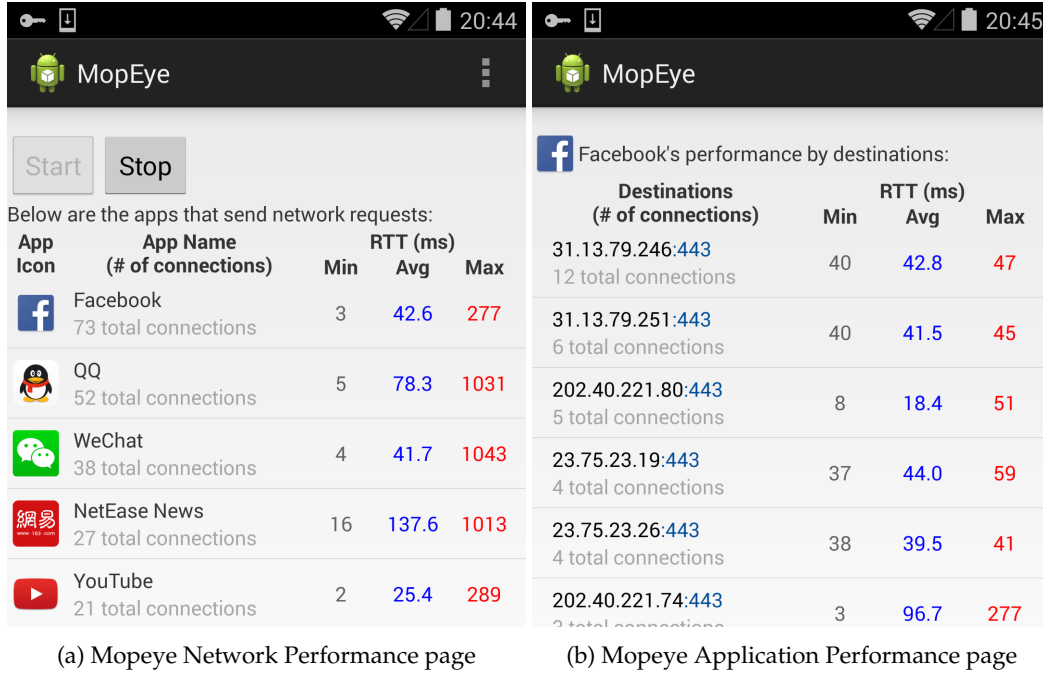 20:44
MopEye
Start Stop
Below are the apps that send network requests:
App Icon App Name (# of connections) RTT (ms) Min Avg Max
Facebook 3 42.6 277
73 total connections
QQ 5 78.3 1031
52 total connections
WeChat 4 41.7 1043
38 total connections
網易 www.163.com
NetEase News 16 137.6 1013
27 total connections
YouTube 2 25.4 289
21 total connections
(a) Mopeye Network Performance page
20:45
MopEye
Facebook's performance by destinations:
Destinations (# of connections) RTT (ms) Min Avg Max
31.13.79.246:443 40 42.8 47
12 total connections
31.13.79.251:443 40 41.5 45
6 total connections
202.40.221.80:443 8 18.4 51
5 total connections
23.75.23.19:443 37 44.0 59
4 total connections
23.75.23.26:443 38 39.5 41
4 total connections
202.40.221.74:443 3 96.7 277
3 total connections
(b) Mopeye Application Performance page